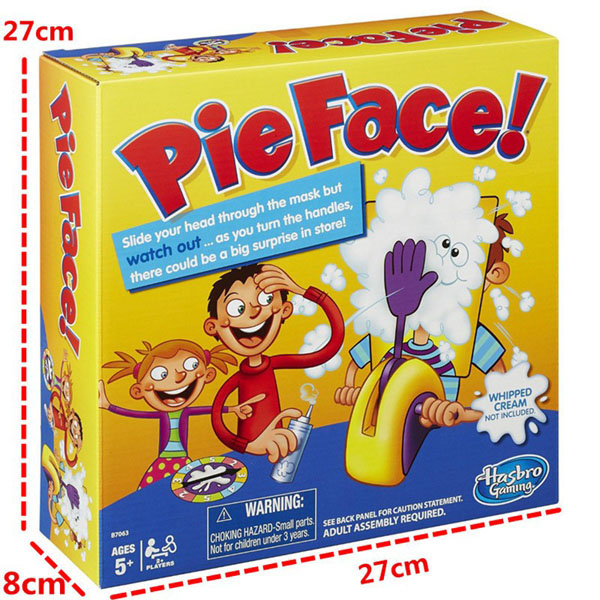 27cm
Pie Face!
Pie Face!
Pie Face!
Slide your head through the mask but
watch out ... as you turn the handles,
there could be a big surprise in store!
WHIPPED
CREAM
NOT INCLUDED.
Hasbro
Gaming
B7063
AGES
5+
2+
PLAYERS
WARNING:
CHOKING HAZARD-Small parts.
Not for children under 3 years.
SEE BACK PANEL FOR CAUTION STATEMENT.
ADULT ASSEMBLY REQUIRED.
8cm
27cm